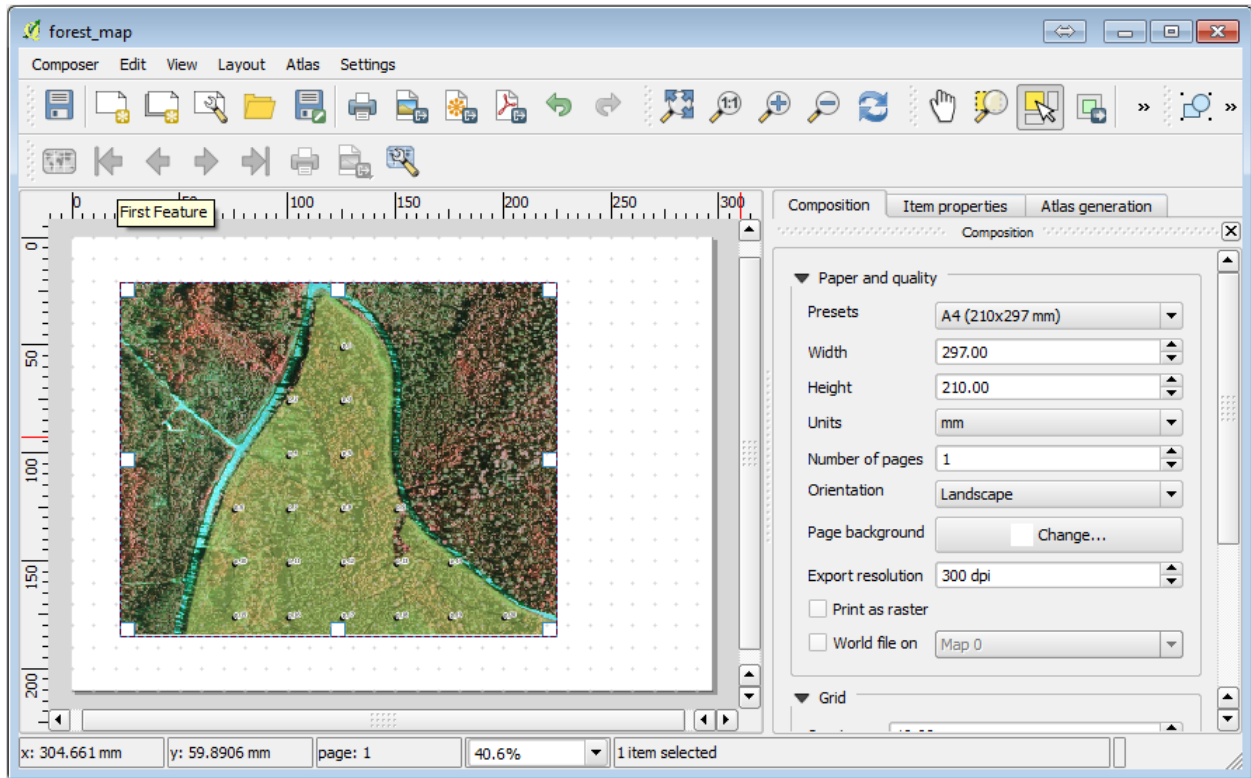 forest_map
Composer Edit View Layout Atlas Settings
1:1
» »
First Feature
0 50 100 150 200 250 300
Composition Item properties Atlas generation
Composition
0
50
100
150
200
Paper and quality
Presets A4 (210x297 mm)
Width 297.00
Height 210.00
Units mm
Number of pages 1
Orientation Landscape
Page background Change...
Export resolution 300 dpi
Print as raster
World file on Map 0
Grid
x: 304.661 mm y: 59.8906 mm page: 1 40.6% 1 item selected